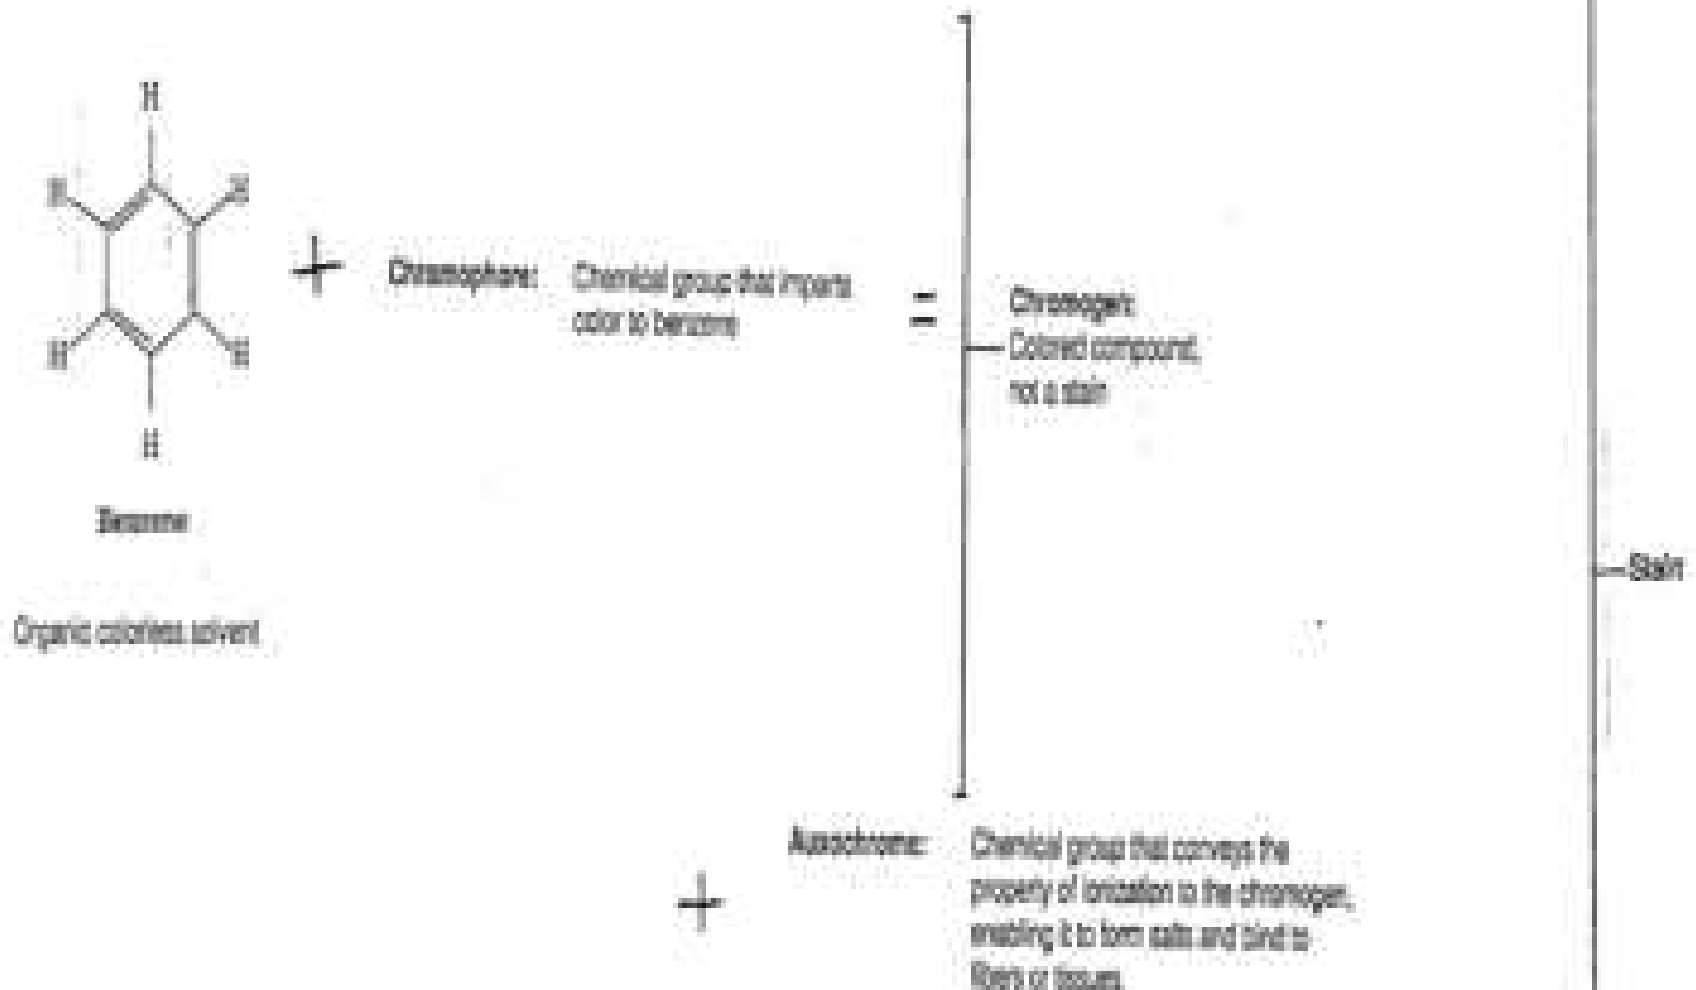 H
H H
Chromophore: Chemical group that imparts
color to benzene
=
Chromogen:
Colored compound,
not a stain
H H
H
Benzene
Stain
Organic colorless solvent
Auxochrome: Chemical group that conveys the
property of ionization to the chromogen,
enabling it to form salts and bind to
fibers or tissues